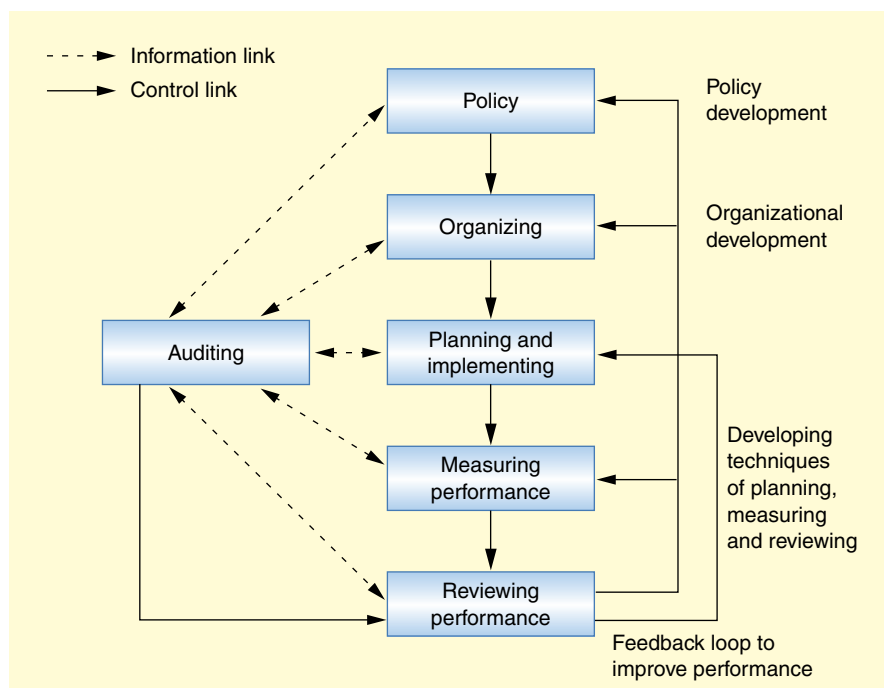 Information link
Control link
Policy
Policy
development
Organizing
Organizational
development
Auditing
Planning and
implementing
Measuring
performance
Developing
techniques
of planning,
measuring
and reviewing
Reviewing
performance
Feedback loop to
improve performance